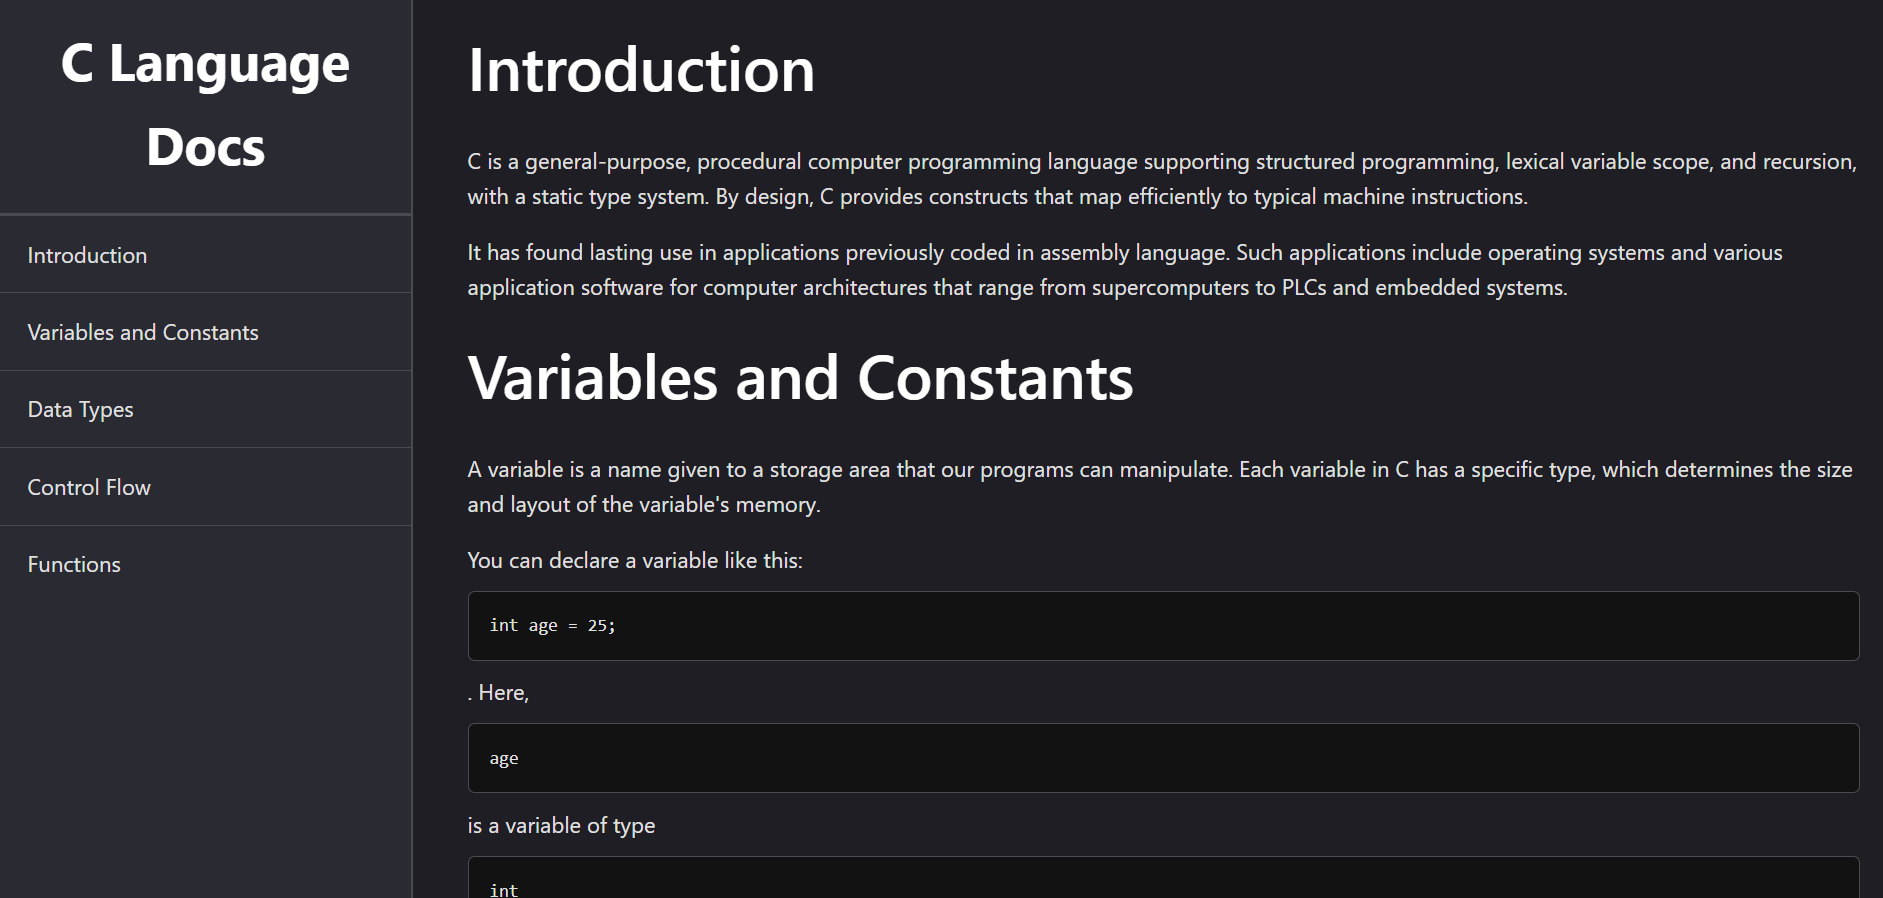 C Language
Docs
Introduction
Variables and Constants
Data Types
Control Flow
Functions
Introduction
C is a general-purpose, procedural computer programming language supporting structured programming, lexical variable scope, and recursion,
with a static type system. By design, C provides constructs that map efficiently to typical machine instructions.
It has found lasting use in applications previously coded in assembly language. Such applications include operating systems and various
application software for computer architectures that range from supercomputers to PLCs and embedded systems.
Variables and Constants
A variable is a name given to a storage area that our programs can manipulate. Each variable in C has a specific type, which determines the size
and layout of the variable's memory.
You can declare a variable like this:
int age = 25;
. Here,
age
is a variable of type
int